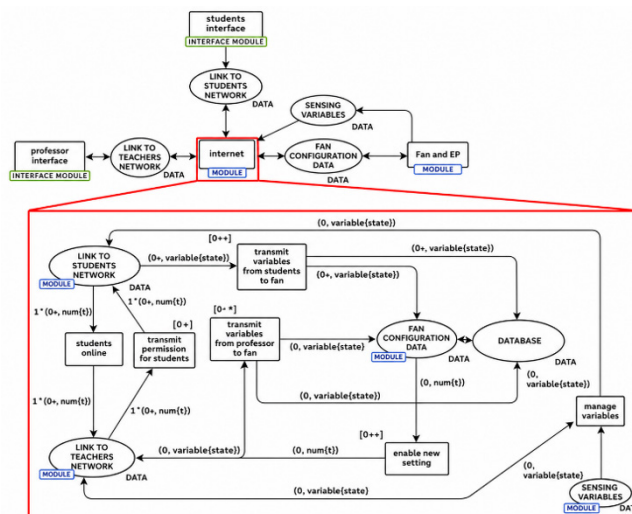 students
interface
INTERFACE MODULE
LINK TO
STUDENTS
NETWORK
DATA
SENSING
VARIABLES
DATA
professor
interface
INTERFACE MODULE
LINK TO
TEACHERS
NETWORK
DATA
internet
MODULE
FAN
CONFIGURATION
DATA
DATA
Fan and EP
MODULE
(0, variable{state})
LINK TO
STUDENTS
NETWORK
MODULE
DATA
(0+, variable{state})
[0++]
transmit
variables
from students
to fan
(0+, variable{state})
(0+, variable{state})
1*(0+, num{t})
1*(0+, num{t})
students
online
[0+]
transmit
permission
for students
[0-*]
transmit
variables
from professor
to fan
(0, variable{state}
FAN
CONFIGURATION
DATA
MODULE
DATA
DATABASE
DATA
(0,
variable{state})
1*(0+, num{t})
1*(0+, num{t})
(0, variable{state})
(0, num{t})
manage
variables
LINK TO
TEACHERS
NETWORK
MODULE
DATA
(0, variable{state})
(0, num{t})
[0++]
enable new
setting
(0,
variable{state})
(0, variable{state})
SENSING
VARIABLES
MODULE
DATA